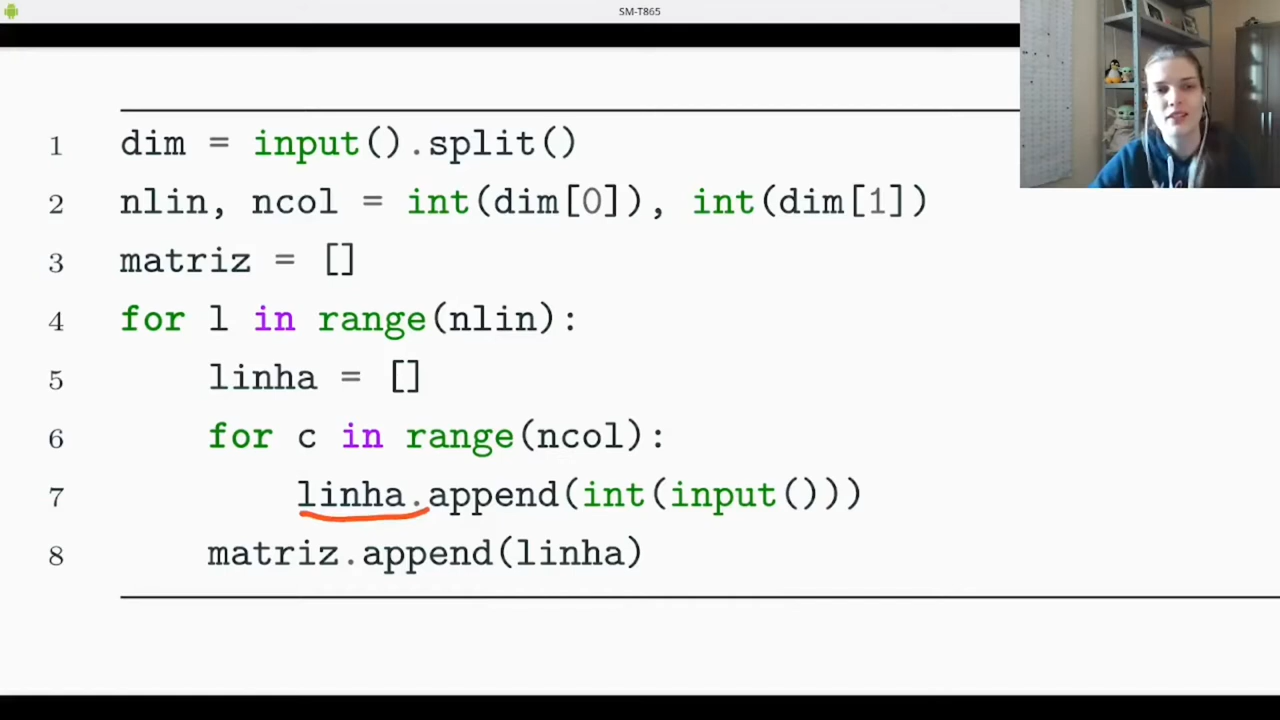 SM-T865
1 dim = input().split()
2 nlin, ncol = int(dim[0]), int(dim[1])
3 matriz = []
4 for l in range(nlin):
5     linha = []
6     for c in range(ncol):
7         linha.append(int(input()))
8     matriz.append(linha)